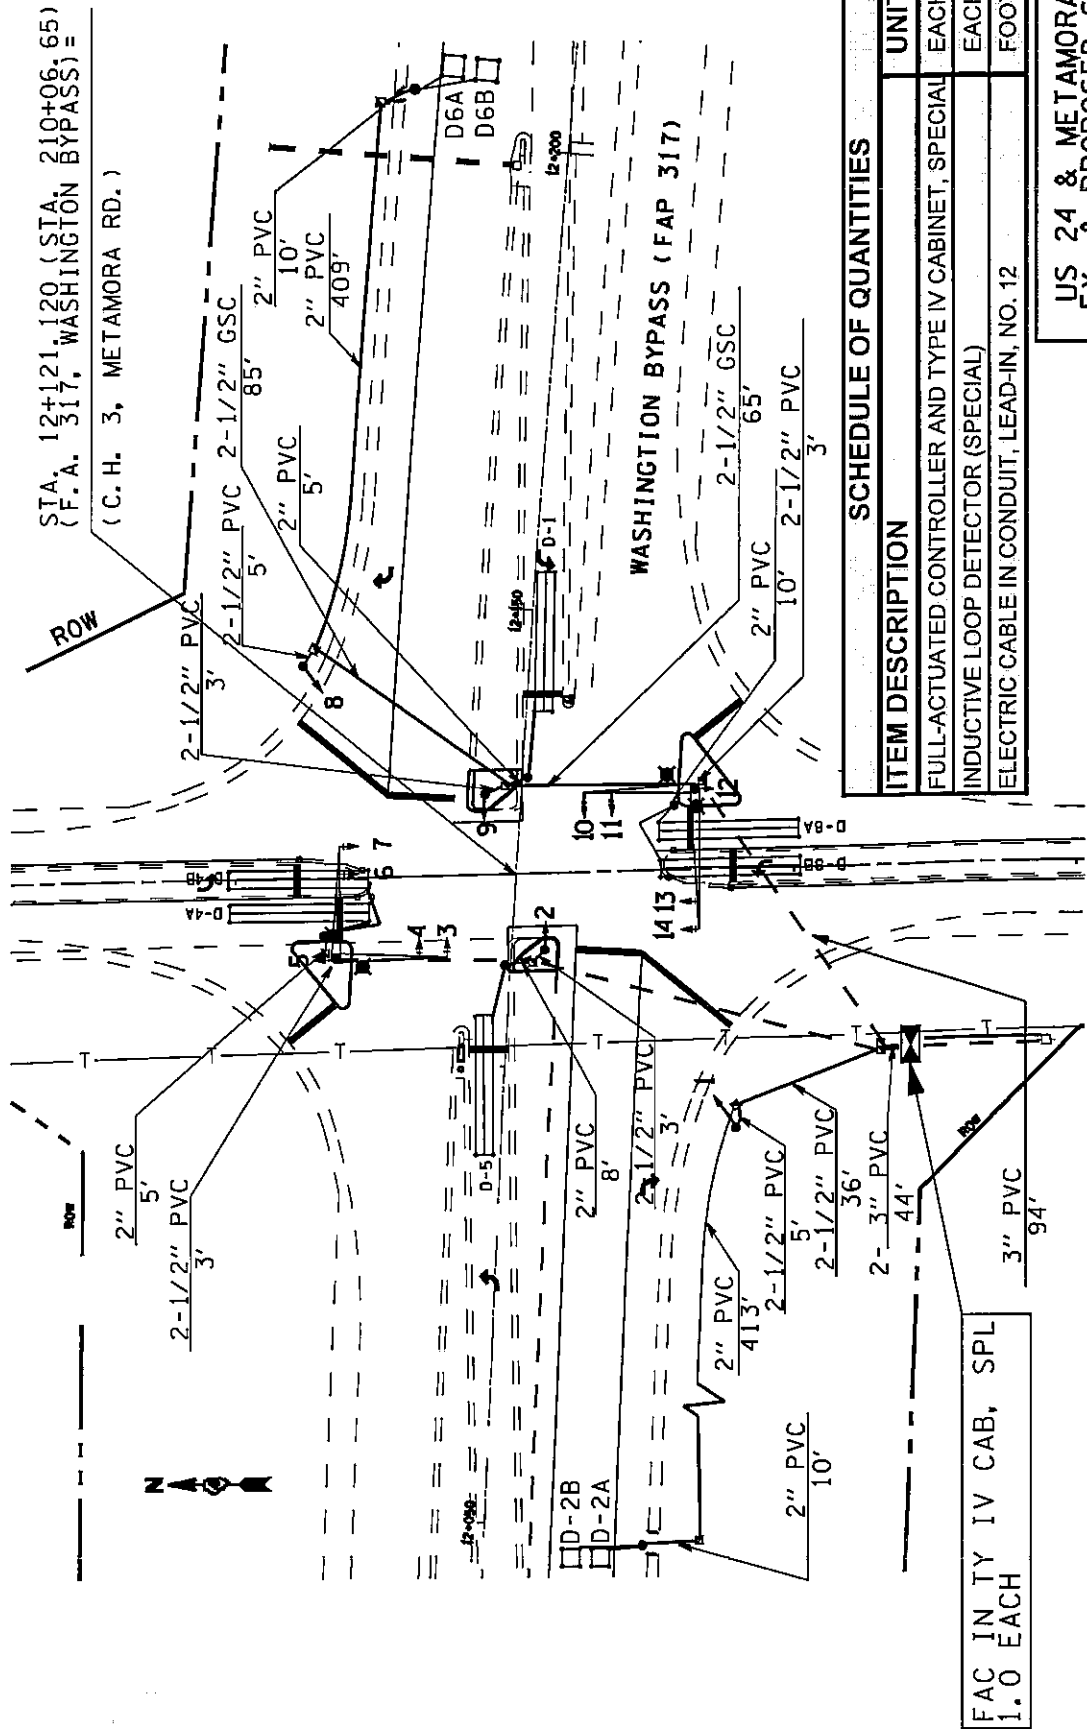 STA. 12+121.120 (STA. 210+06.65)
(F.A. 317, WASHINGTON BYPASS)=
(C.H. 3, METAMORA RD.)
ROW
2-1/2" PVC
3'
2-1/2" PVC
5'
2-1/2" GSC
85'
2" PVC
5'
2" PVC
10'
2" PVC
409'
D6A
D6B
12+200
8
9
12+150
D-1
WASHINGTION BYPASS (FAP 317)
10
11
12
2-1/2" GSC
65'
2" PVC
10'
2-1/2" PVC
3'
7
6
D-4B
D-4A
5
4
3
2
D-8A
D-8B
14
13
T
T
T
T
T
T
ROW
2" PVC
5'
2-1/2" PVC
3'
D-5
2" PVC
8'
2-1/2" PVC
3'
1
N
12+050
D-2B
D-2A
2" PVC
413'
2-1/2" PVC
5'
2-1/2" PVC
36'
2- 3" PVC
44'
3" PVC
94'
ROW
2" PVC
10'
FAC IN TY IV CAB, SPL
1.0 EACH
SCHEDULE OF QUANTITIES
ITEM DESCRIPTION UNIT
FULL-ACTUATED CONTROLLER AND TYPE IV CABINET, SPECIAL EACH
INDUCTIVE LOOP DETECTOR (SPECIAL) EACH
ELECTRIC CABLE IN CONDUIT, LEAD-IN, NO. 12 FOOT
US 24 & METAMORA